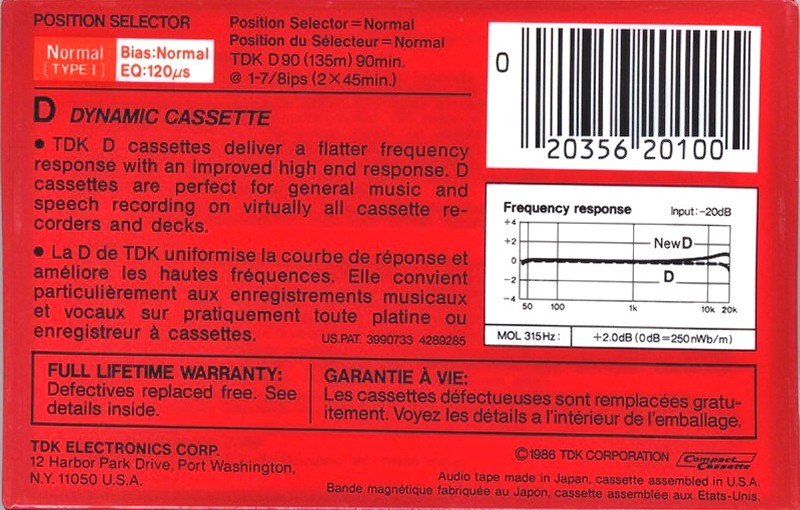 POSITION SELECTOR
Normal
[TYPE I]
Bias:Normal
EQ:120µs
Position Selector=Normal
Position du Sélecteur=Normal
TDK D90 (135m) 90min.
@ 1-7/8ips (2×45min.)
D DYNAMIC CASSETTE
● TDK D cassettes deliver a flatter frequency
response with an improved high end response. D
cassettes are perfect for general music and
speech recording on virtually all cassette re-
corders and decks.
● La D de TDK uniformise la courbe de réponse et
améliore les hautes fréquences. Elle convient
particulièrement aux enregistrements musicaux
et vocaux sur pratiquement toute platine ou
enregistreur à cassettes.
US.PAT. 3990733 4289285
0
20356 20100
Frequency response Input:-20dB
+4
+2
0
-2
-4
New D
D
50 100 1k 10k 20k
MOL 315Hz: +2.0dB (0dB=250nWb/m)
FULL LIFETIME WARRANTY:
Defectives replaced free. See
details inside.
GARANTIE À VIE:
Les cassettes défectueuses sont remplacées gratu-
itement. Voyez les détails a l'intérieur de l'emballage.
TDK ELECTRONICS CORP.
12 Harbor Park Drive, Port Washington,
N.Y. 11050 U.S.A.
©1986 TDK CORPORATION
Compact
Cassette
Audio tape made in Japan, cassette assembled in U.S.A.
Bande magnétique fabriquée au Japon, cassette assemblée aux Etats-Unis.